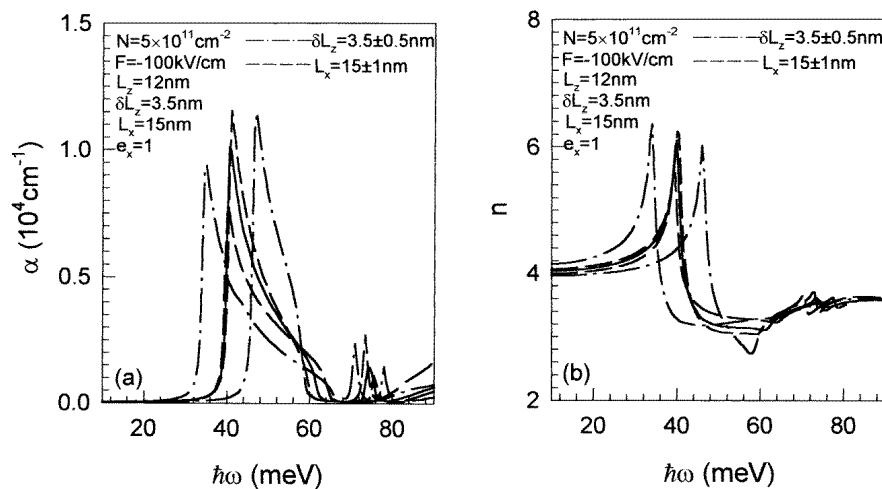 1.5
1.0
0.5
0.0
α (10⁴cm⁻¹)
N=5×10¹¹cm⁻²
F=-100kV/cm
L_z=12nm
δL_z=3.5nm
L_x=15nm
e_x=1
δL_z=3.5±0.5nm
L_x=15±1nm
(a)
20 40 60 80
ħω (meV)
8
6
4
2
n
N=5×10¹¹cm⁻²
F=-100kV/cm
L_z=12nm
δL_z=3.5nm
L_x=15nm
e_x=1
δL_z=3.5±0.5nm
L_x=15±1nm
(b)
20 40 60 80
ħω (meV)